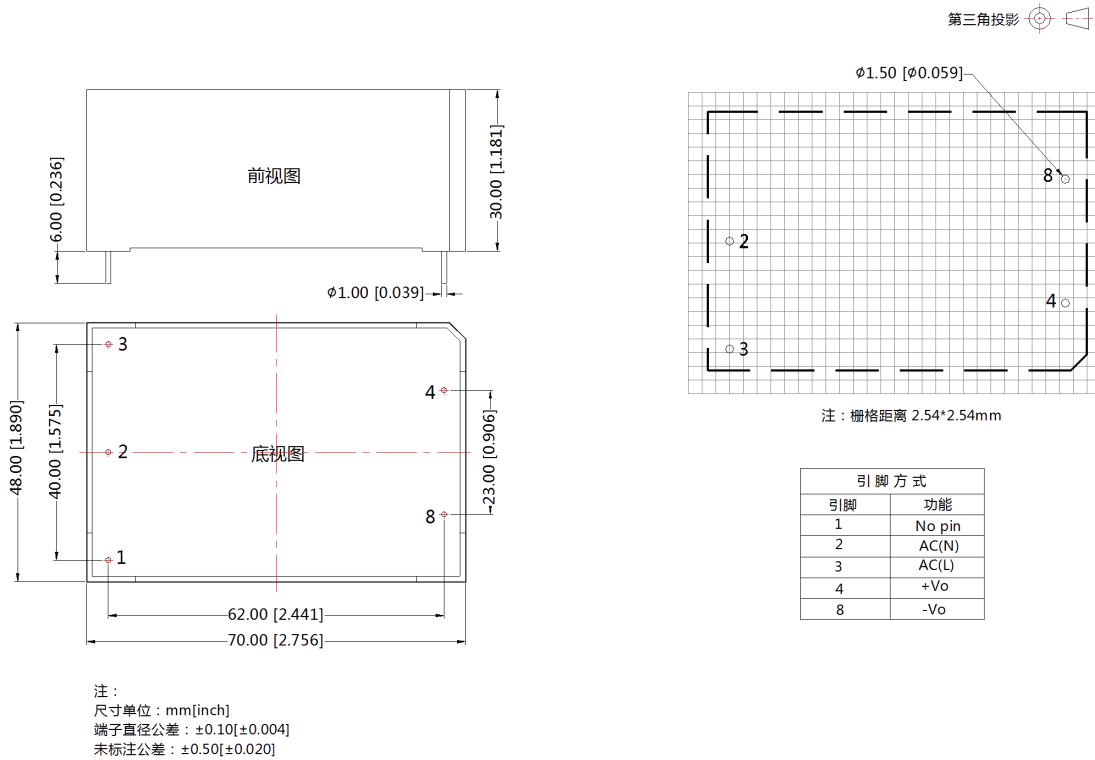 第三角投影
ϕ1.50 [ϕ0.059]
6.00 [0.236]
前视图
30.00 [1.181]
ϕ1.00 [0.039]
8
2
4
3
注：栅格距离 2.54*2.54mm
48.00 [1.890]
40.00 [1.575]
3
4
2
底视图
23.00 [0.906]
8
1
62.00 [2.441]
70.00 [2.756]
引脚方式
引脚 功能
1 No pin
2 AC(N)
3 AC(L)
4 +Vo
8 -Vo
注：
尺寸单位：mm[inch]
端子直径公差：±0.10[±0.004]
未标注公差：±0.50[±0.020]